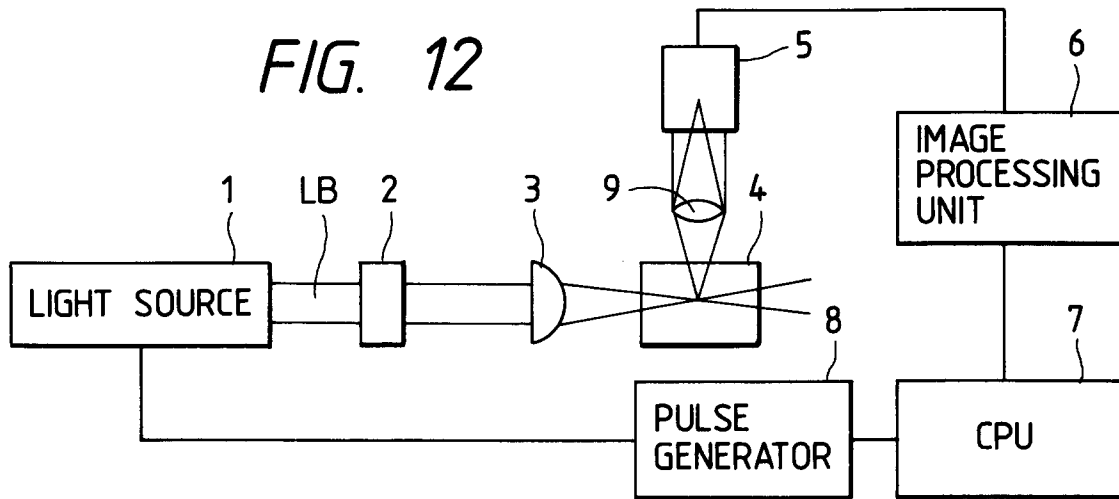 FIG. 12
5
6
IMAGE
PROCESSING
UNIT
1
LB
2
3
9
4
LIGHT SOURCE
8
7
PULSE
GENERATOR
CPU